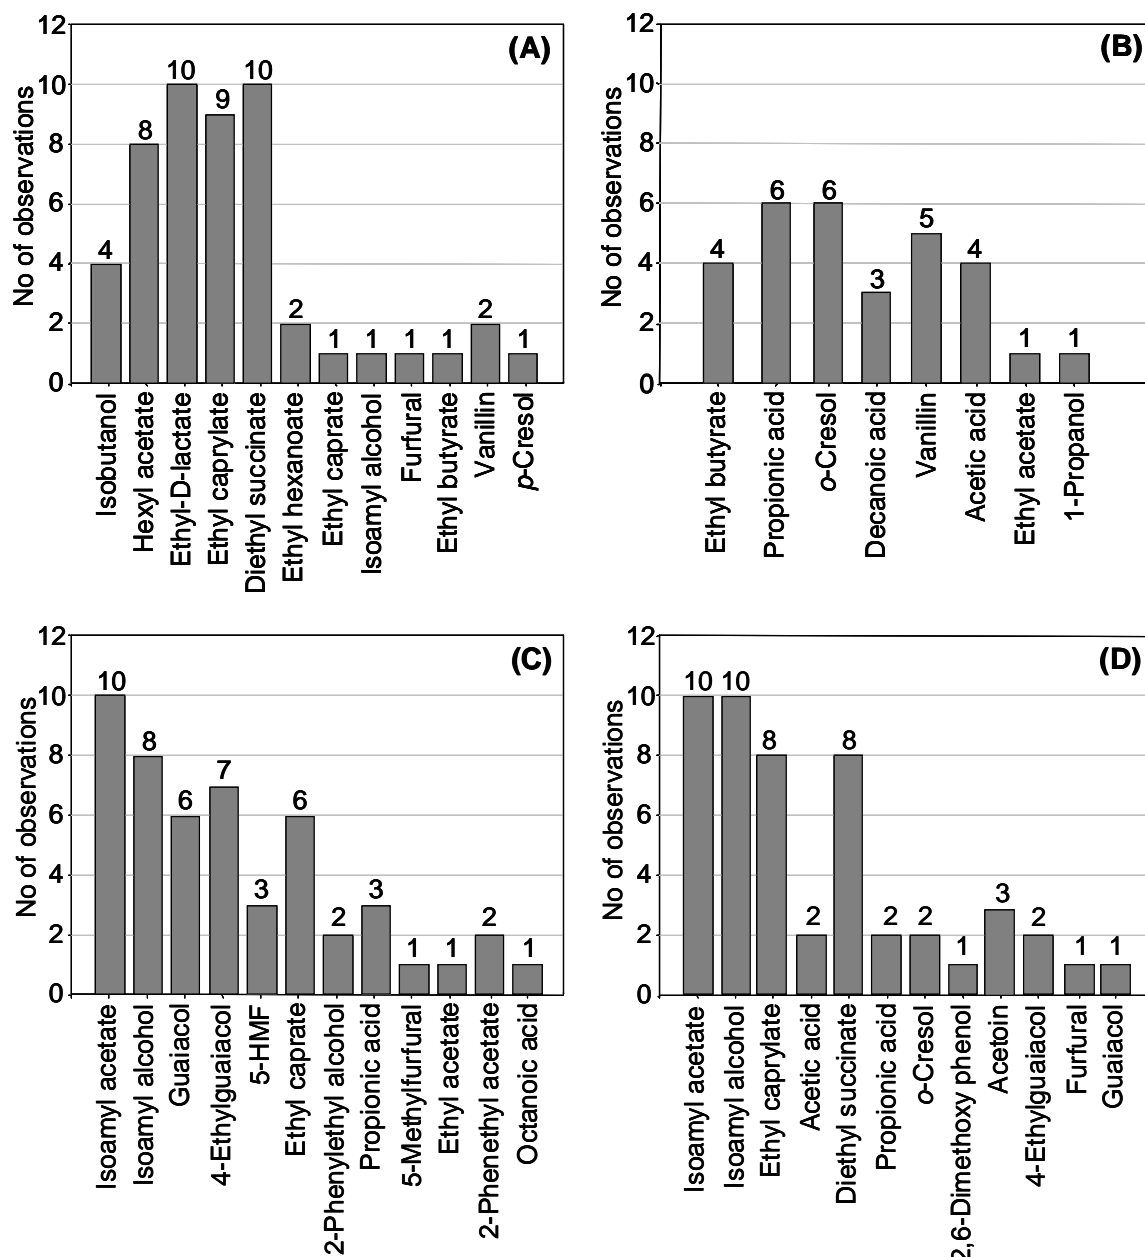 (A)
No of observations
12
10
8
6
4
2
0
4
8
10
9
10
2
1
1
1
1
2
1
Isobutanol
Hexyl acetate
Ethyl-D-lactate
Ethyl caprylate
Diethyl succinate
Ethyl hexanoate
Ethyl caprate
Isoamyl alcohol
Furfural
Ethyl butyrate
Vanillin
p-Cresol
(B)
No of observations
12
10
8
6
4
2
0
4
6
6
3
5
4
1
1
Ethyl butyrate
Propionic acid
o-Cresol
Decanoic acid
Vanillin
Acetic acid
Ethyl acetate
1-Propanol
(C)
No of observations
12
10
8
6
4
2
0
10
8
6
7
3
6
2
3
1
1
2
1
Isoamyl acetate
Isoamyl alcohol
Guaiacol
4-Ethylguaiacol
5-HMF
Ethyl caprate
2-Phenylethyl alcohol
Propionic acid
5-Methylfurfural
Ethyl acetate
2-Phenethyl acetate
Octanoic acid
(D)
No of observations
12
10
8
6
4
2
0
10
10
8
2
8
2
2
1
3
2
1
1
Isoamyl acetate
Isoamyl alcohol
Ethyl caprylate
Acetic acid
Diethyl succinate
Propionic acid
o-Cresol
2,6-Dimethoxy phenol
Acetoin
4-Ethylguaiacol
Furfural
Guaiacol